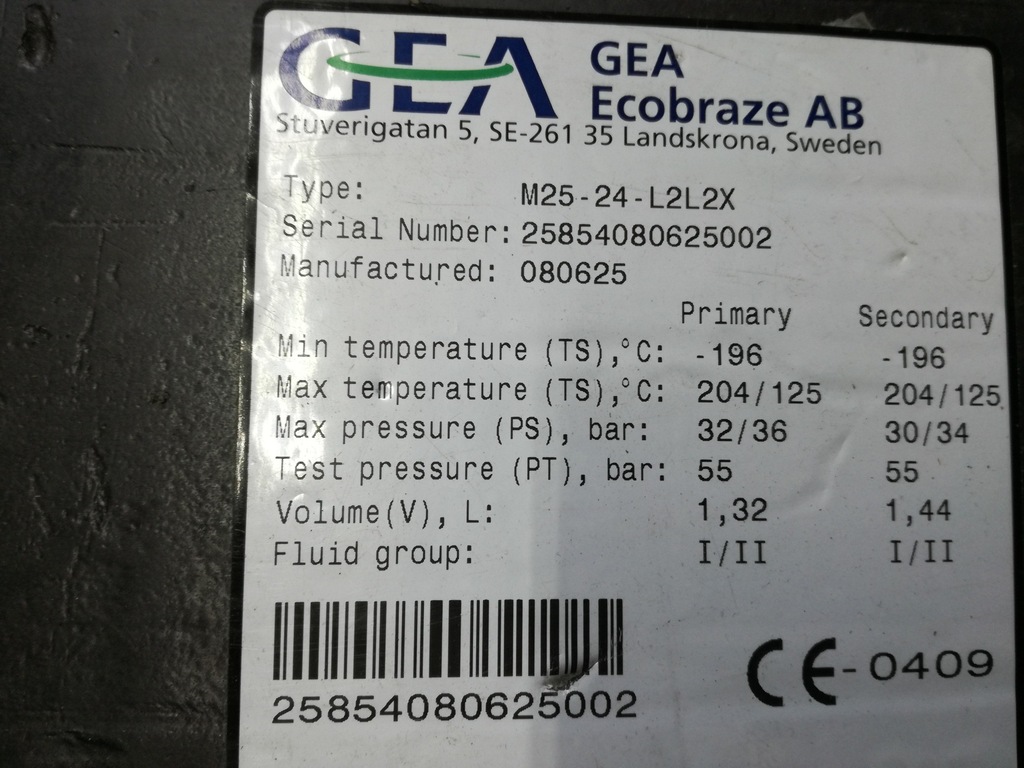 GEA
GEA
Ecobraze AB
Stuverigatan 5, SE-261 35 Landskrona, Sweden
Type: M25-24-L2L2X
Serial Number: 25854080625002
Manufactured: 080625
Primary Secondary
Min temperature (TS),°C: -196 -196
Max temperature (TS),°C: 204/125 204/125
Max pressure (PS), bar: 32/36 30/34
Test pressure (PT), bar: 55 55
Volume(V), L: 1,32 1,44
Fluid group: I/II I/II
25854080625002
CE-0409